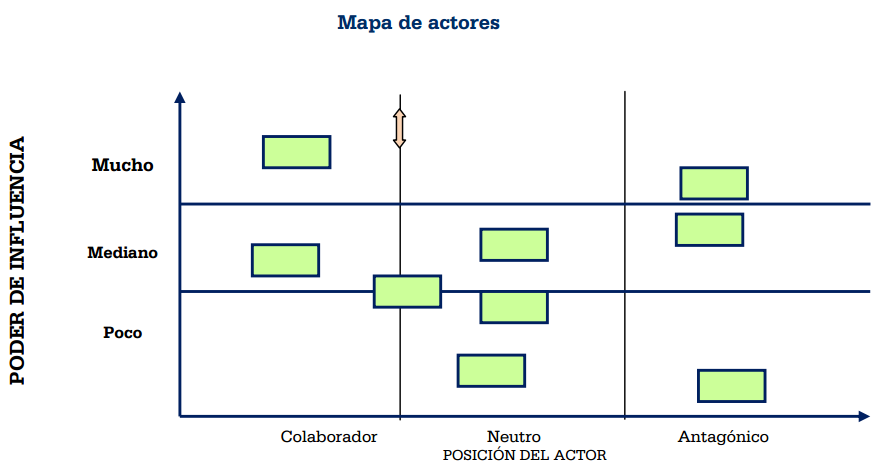 Mapa de actores
PODER DE INFLUENCIA
Mucho
Mediano
Poco
Colaborador
Neutro
Antagónico
POSICIÓN DEL ACTOR